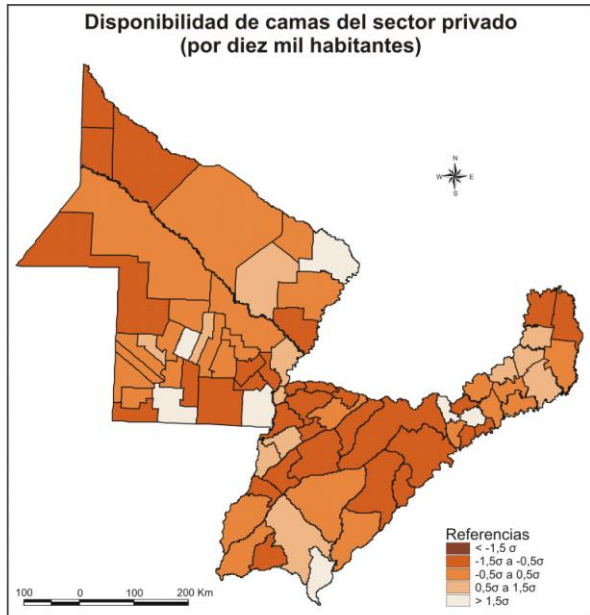 Disponibilidad de camas del sector privado
(por diez mil habitantes)
N
W E
S
Referencias
< -1,5 σ
-1,5σ a -0,5σ
-0,5σ a 0,5σ
0,5σ a 1,5σ
> 1,5σ
100 0 100 200 Km